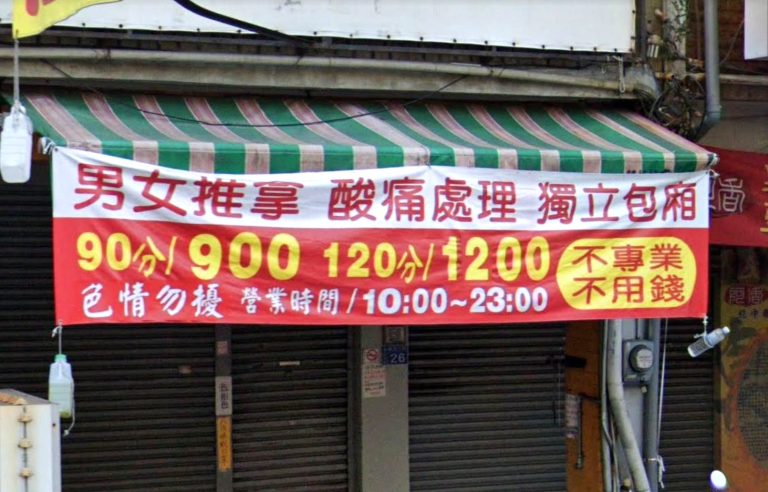 男女推拿 酸痛處理 獨立包廂
90分/900 120分/1200
不專業
不用錢
色情勿擾 營業時間/10:00~23:00
26